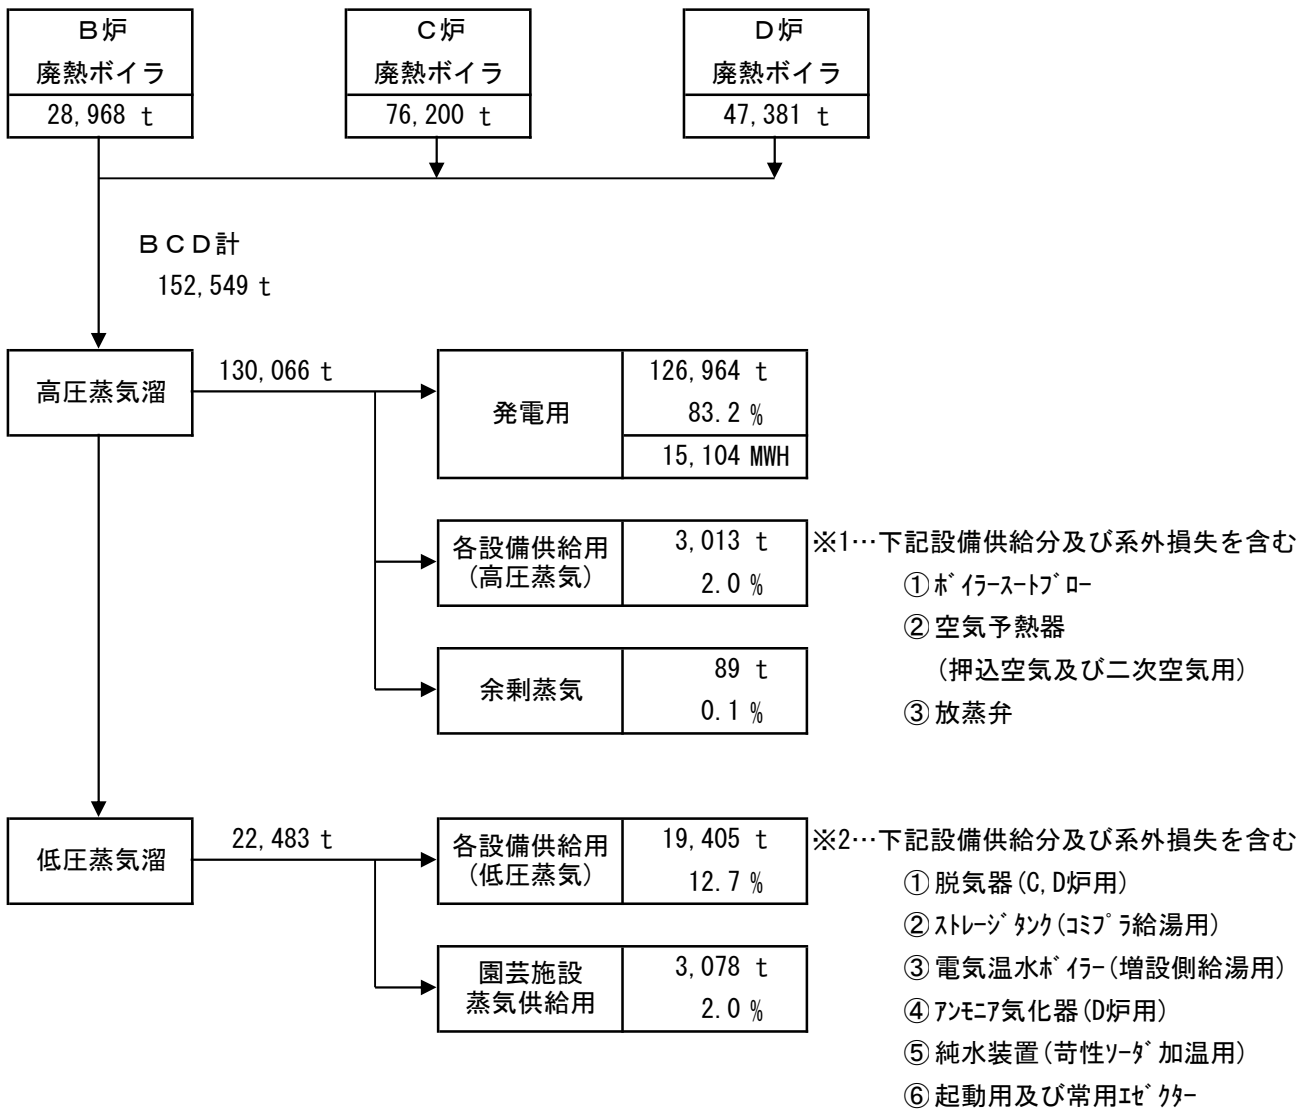 B炉
廃熱ボイラ
28,968 t
C炉
廃熱ボイラ
76,200 t
D炉
廃熱ボイラ
47,381 t
BCD計
152,549 t
高圧蒸気溜
130,066 t
発電用
126,964 t
83.2 %
15,104 MWH
各設備供給用
(高圧蒸気)
3,013 t
2.0 %
※1…下記設備供給分及び系外損失を含む
①ﾎﾞｲﾗｰｽｰﾄﾌﾞﾛｰ
②空気予熱器
(押込空気及び二次空気用)
③放蒸弁
余剰蒸気
89 t
0.1 %
低圧蒸気溜
22,483 t
各設備供給用
(低圧蒸気)
19,405 t
12.7 %
※2…下記設備供給分及び系外損失を含む
①脱気器(C,D炉用)
②ｽﾄﾚｰｼﾞﾀﾝｸ(ｺﾐﾌﾟﾗ給湯用)
③電気温水ﾎﾞｲﾗｰ(増設側給湯用)
④ｱﾝﾓﾆｱ気化器(D炉用)
⑤純水装置(苛性ｿｰﾀﾞ加温用)
⑥起動用及び常用ｴｾﾞｸﾀｰ
園芸施設
蒸気供給用
3,078 t
2.0 %